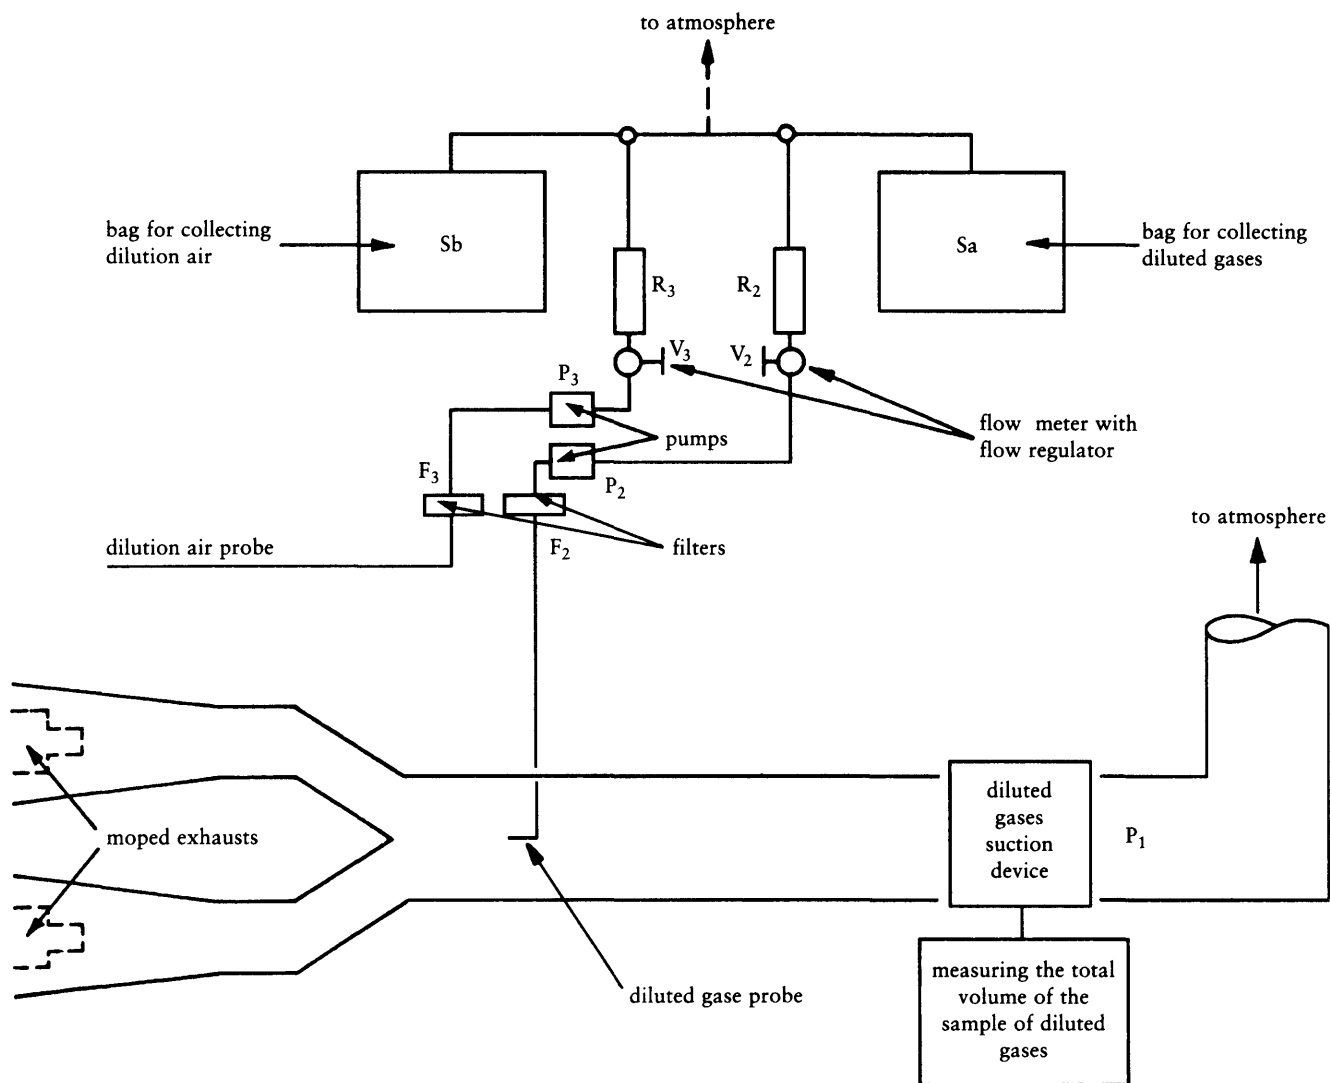 to atmosphere
bag for collecting
dilution air
Sb
Sa
bag for collecting
diluted gases
R3
R2
V3
V2
P3
pumps
flow meter with
flow regulator
F3
P2
to atmosphere
dilution air probe
F2
filters
moped exhausts
diluted
gases
suction
device
P1
diluted gase probe
measuring the total
volume of the
sample of diluted
gases